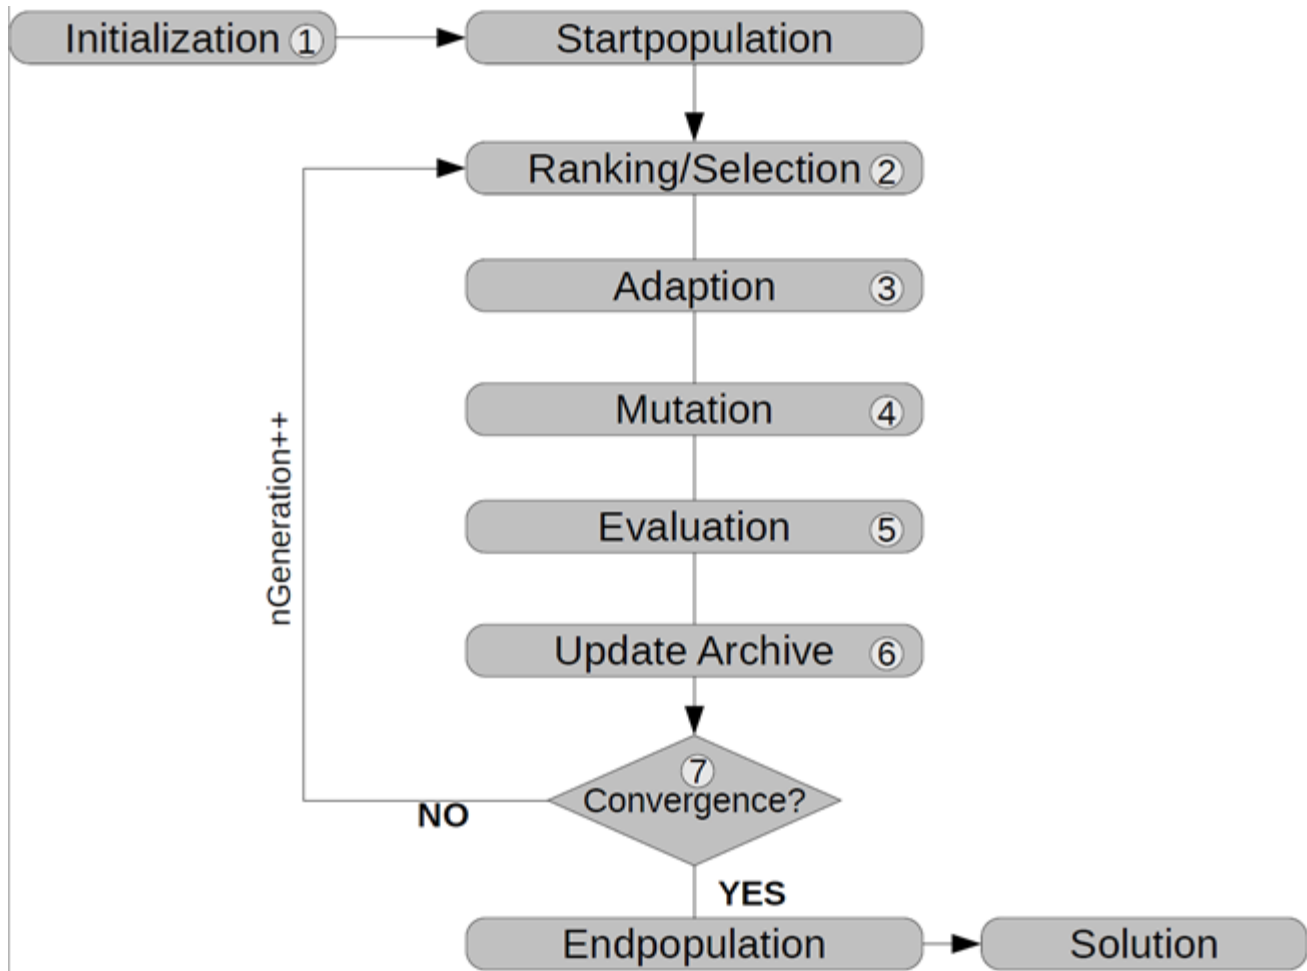 Initialization 1
Startpopulation
Ranking/Selection 2
Adaption 3
Mutation 4
Evaluation 5
Update Archive 6
nGeneration++
7
Convergence?
NO
YES
Endpopulation
Solution